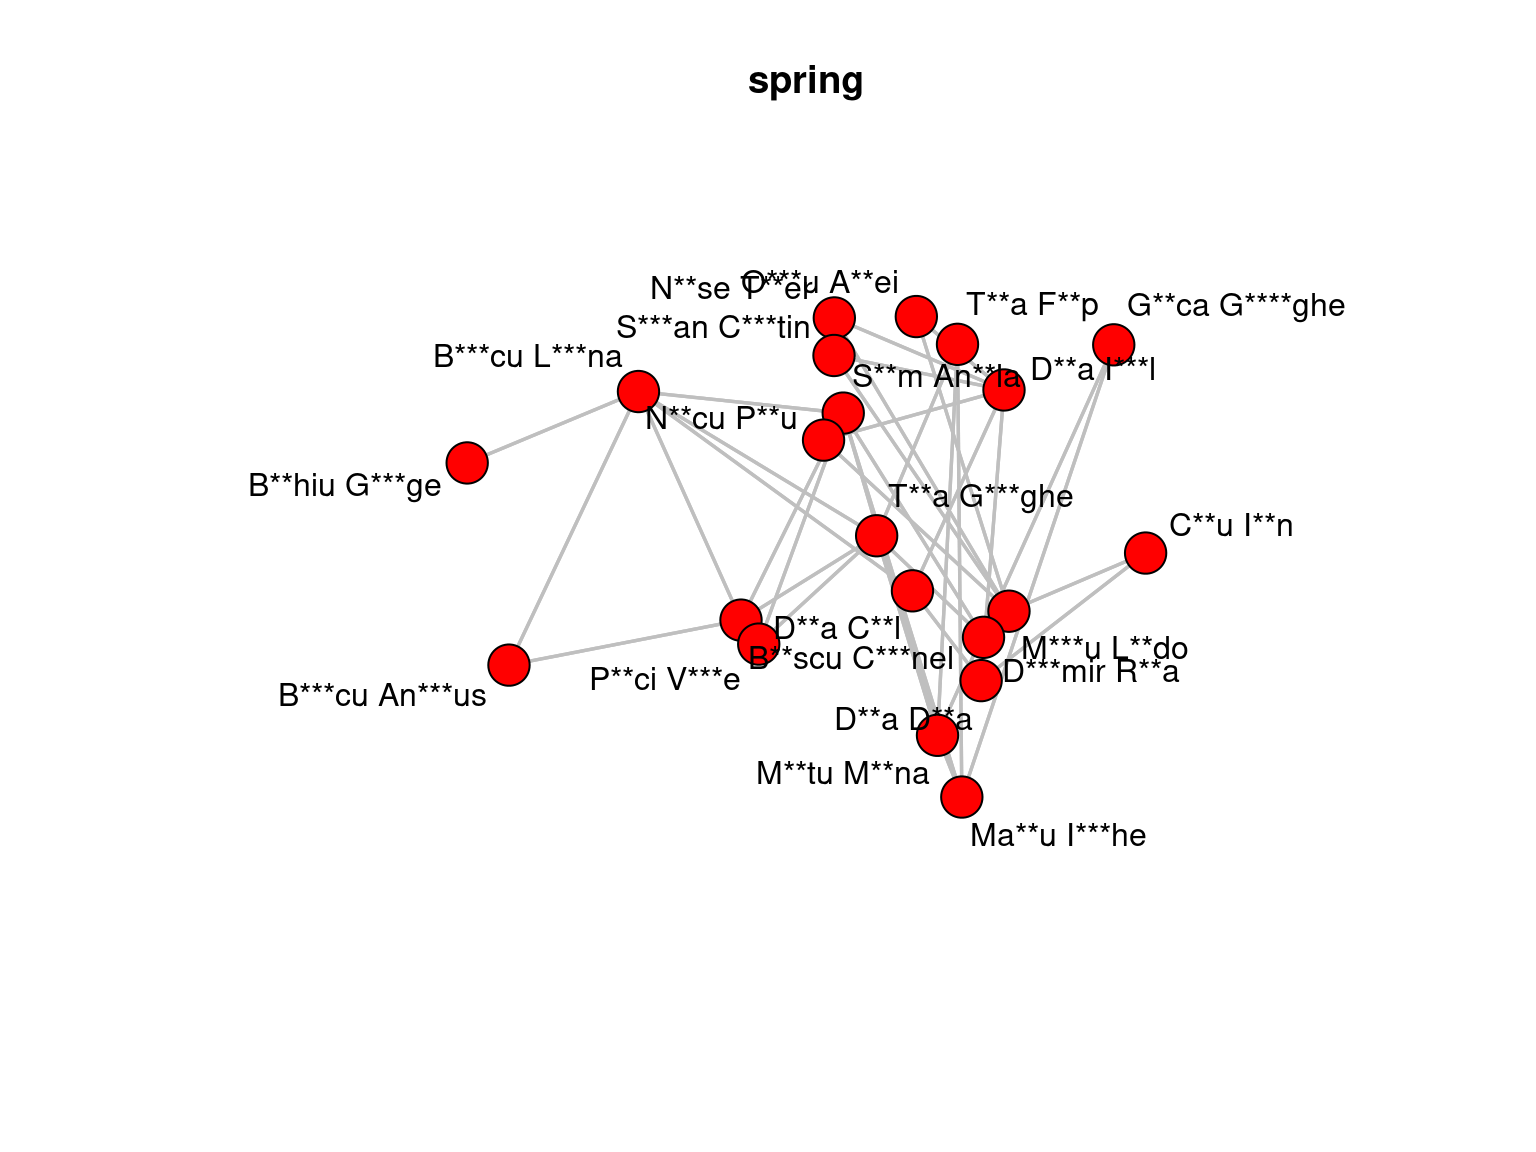 spring
O***u A**ei
N**se T**er
T**a F**p
G**ca G****ghe
S***an C***tin
B***cu L***na
S**m An**la
D**a I***l
N**cu P**u
B**hiu G***ge
T**a G***ghe
C**u I**n
D**a C**l
M***u L**do
B**scu C***nel
D***mir R**a
P**ci V***e
B***cu An***us
D**a D**a
M**tu M**na
Ma**u I***he